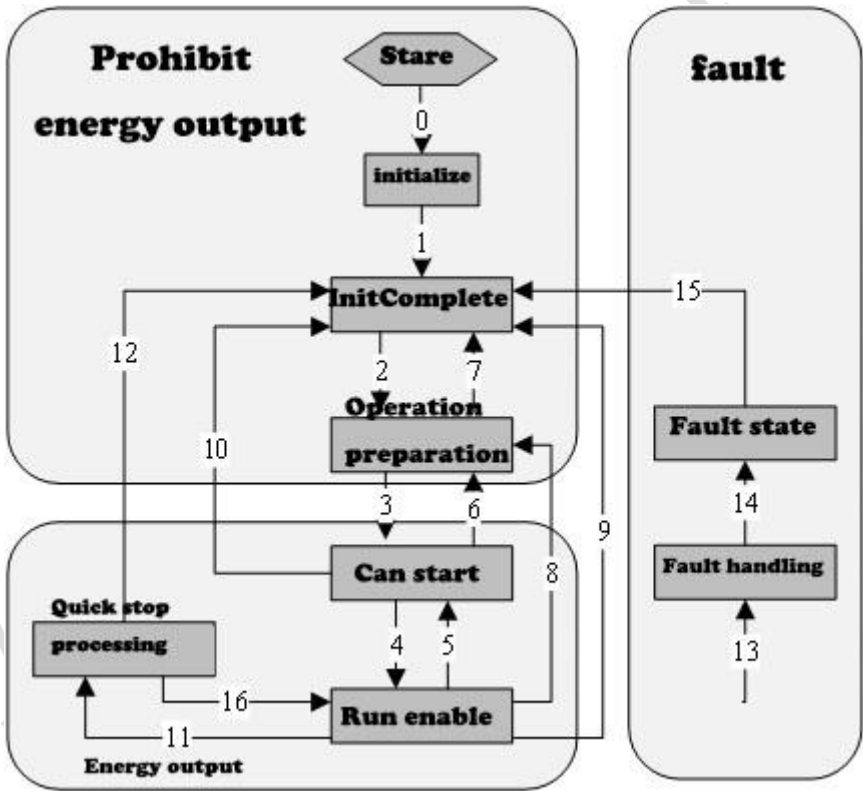 Prohibit
energy output
Stare
0
initialize
1
InitComplete
2
7
Operation
preparation
12
10
3
6
8
9
Can start
Quick stop
processing
4
5
16
Run enable
11
Energy output
fault
15
Fault state
14
Fault handling
13